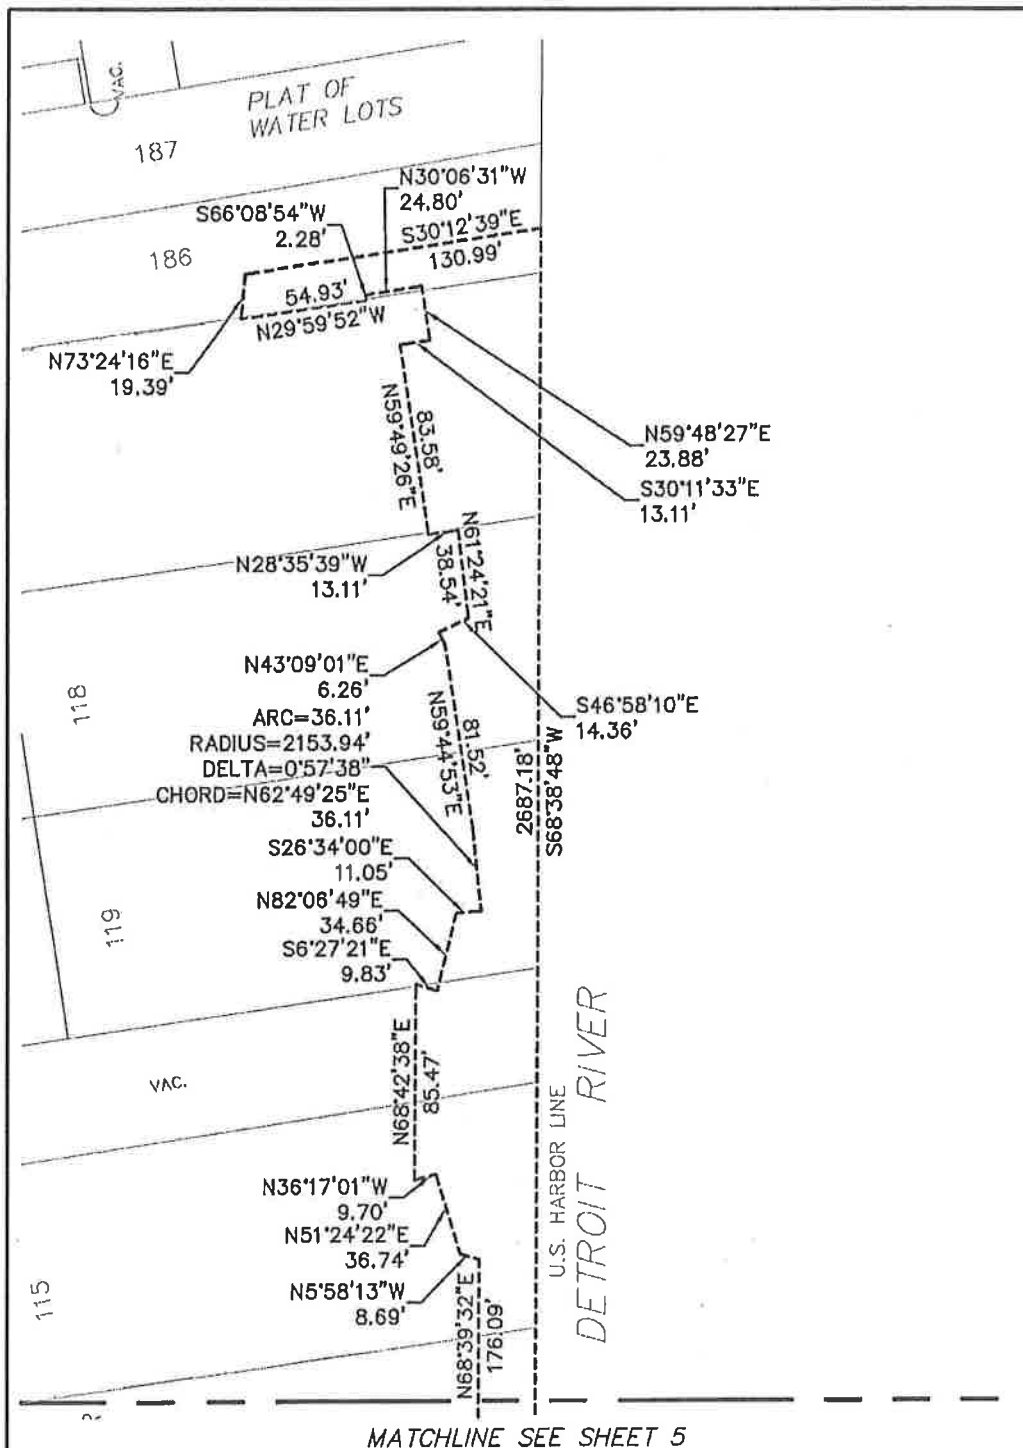 VAC.
PLAT OF
WATER LOTS
187
N30°06'31"W
24.80'
S66°08'54"W
2.28'
S30°12'39"E
130.99'
186
54.93'
N29°59'52"W
N73°24'16"E
19.39'
83.58'
N59°49'26"E
N59°48'27"E
23.88'
S30°11'33"E
13.11'
N28°35'39"W
13.11'
N61°24'21"E
38.54'
N43°09'01"E
6.26'
S46°58'10"E
14.36'
118
ARC=36.11'
RADIUS=2153.94'
DELTA=0°57'38"
CHORD=N62°49'25"E
36.11'
81.52'
N59°44'53"E
2687.18'
S68°38'48"W
S26°34'00"E
11.05'
N82°06'49"E
34.66'
S6°27'21"E
9.83'
119
N68°42'38"E
85.47'
VAC.
U.S. HARBOR LINE
DETROIT RIVER
N36°17'01"W
9.70'
N51°24'22"E
36.74'
N5°58'13"W
8.69'
115
N68°39'32"E
176.09'
MATCHLINE SEE SHEET 5